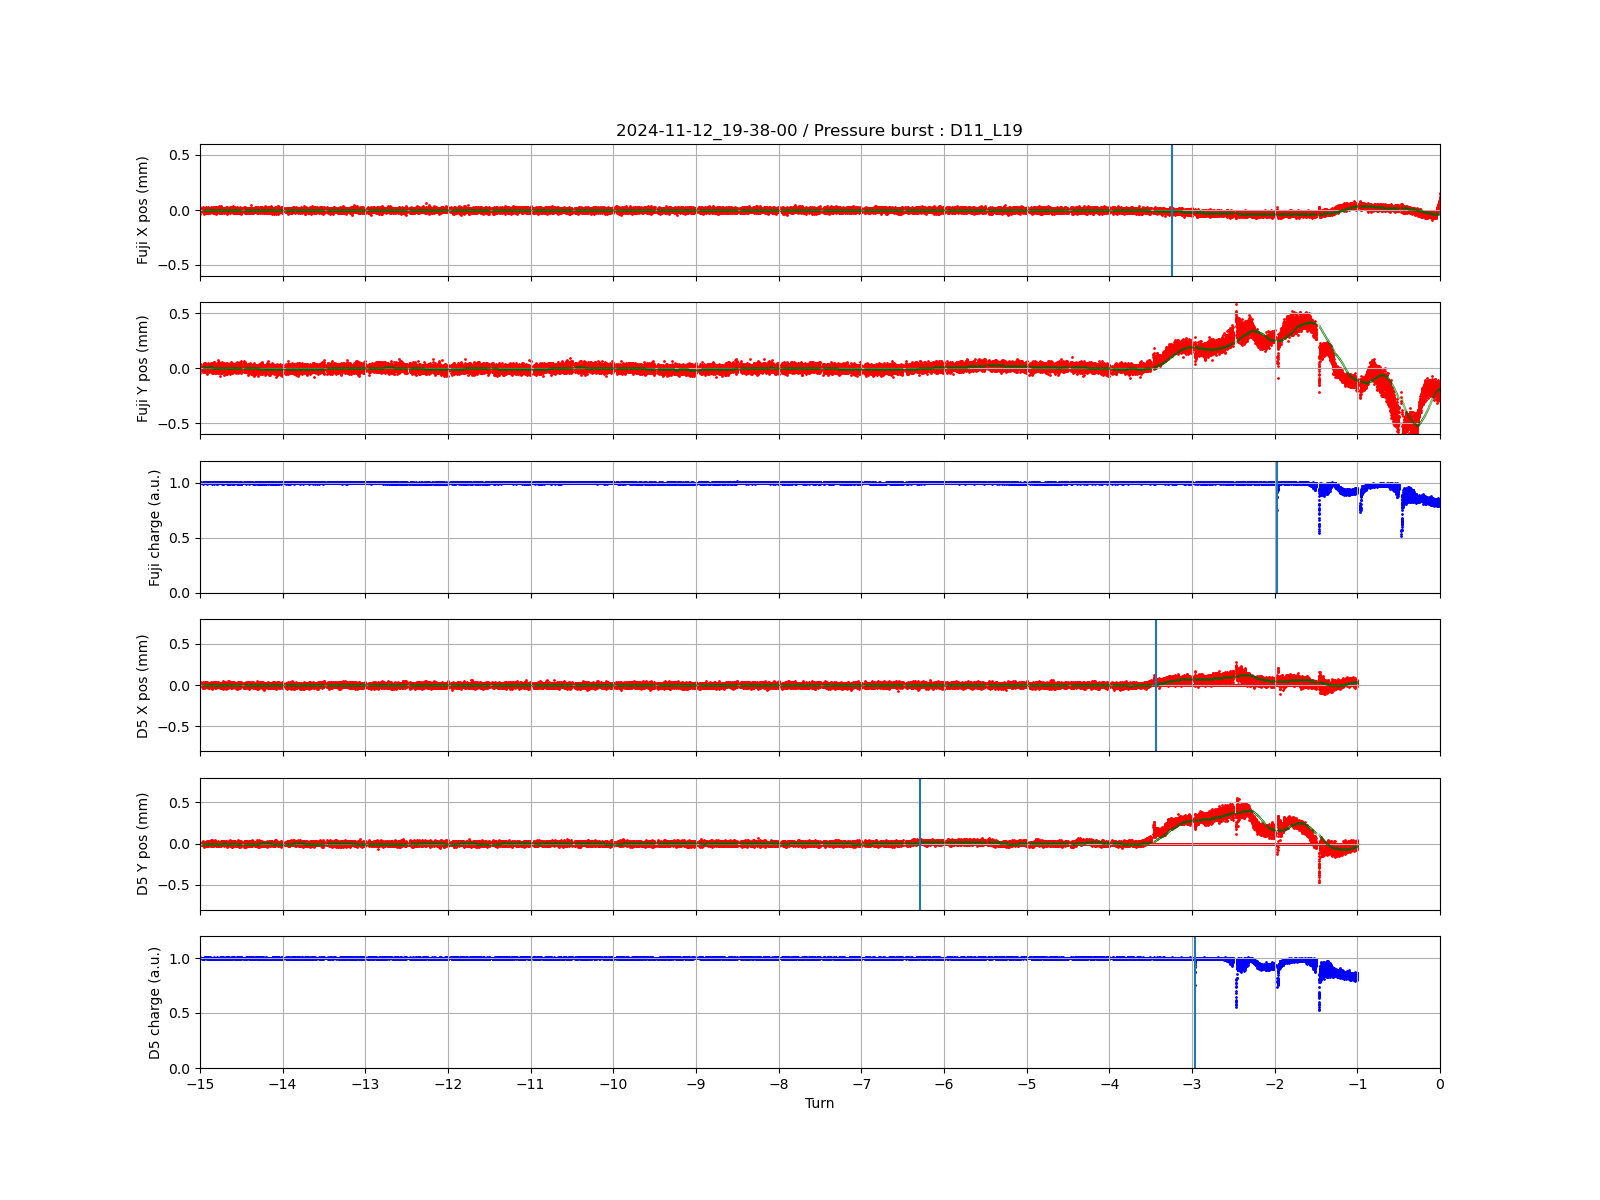 2024-11-12_19-38-00 / Pressure burst : D11_L19
Fuji X pos (mm)
0.5
0.0
−0.5
Fuji Y pos (mm)
0.5
0.0
−0.5
Fuji charge (a.u.)
1.0
0.5
0.0
D5 X pos (mm)
0.5
0.0
−0.5
D5 Y pos (mm)
0.5
0.0
−0.5
D5 charge (a.u.)
1.0
0.5
0.0
−15 −14 −13 −12 −11 −10 −9 −8 −7 −6 −5 −4 −3 −2 −1 0
Turn